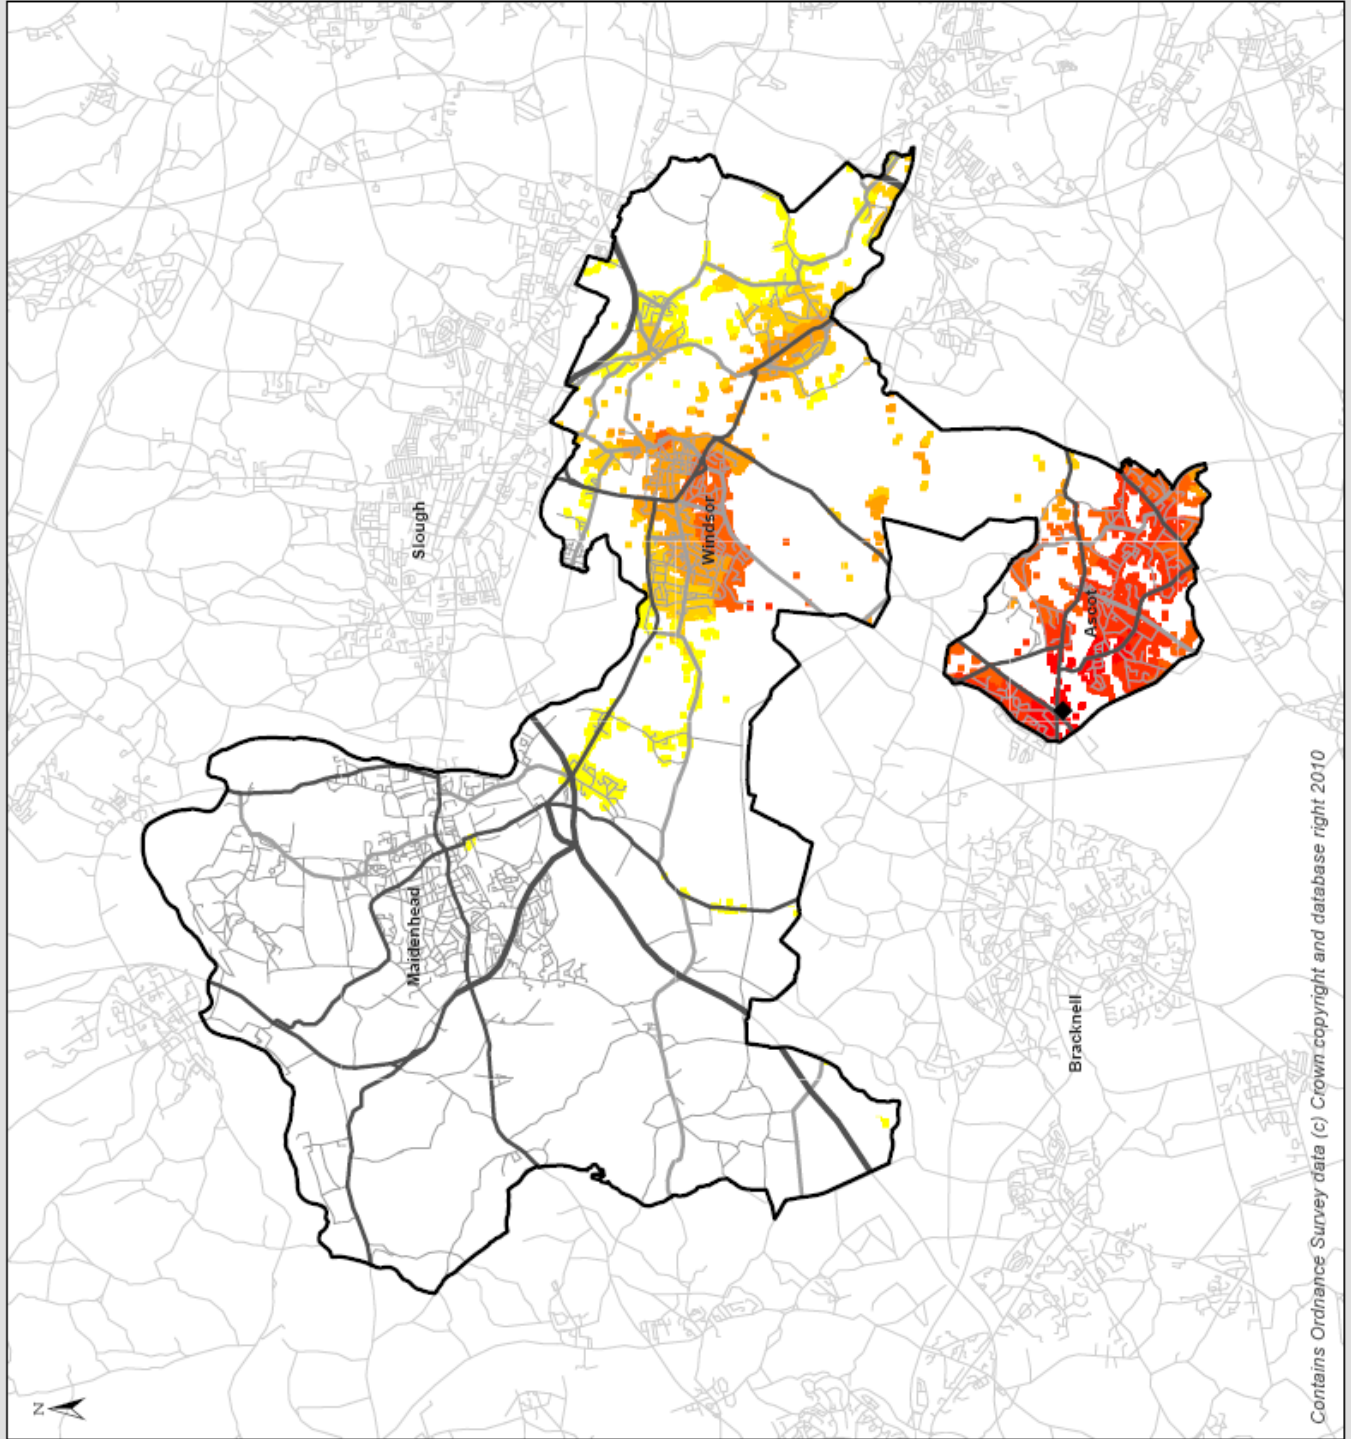 N
Slough
Windsor
Maidenhead
Ascot
Bracknell
Contains Ordnance Survey data (c) Crown copyright and database right 2010